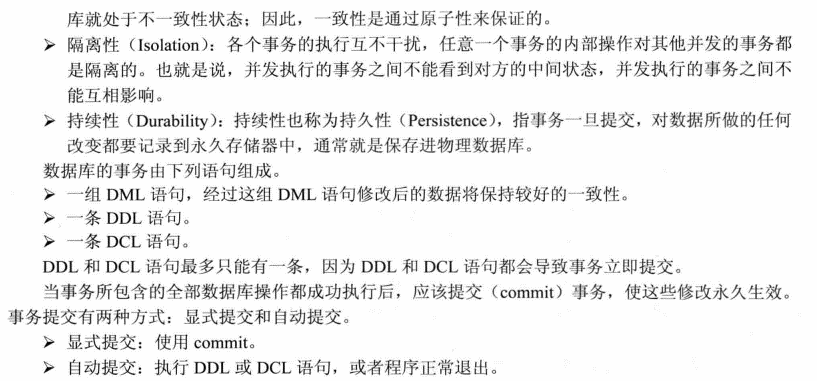 库就处于不一致性状态；因此，一致性是通过原子性来保证的。
➢ 隔离性（Isolation）：各个事务的执行互不干扰，任意一个事务的内部操作对其他并发的事务都
是隔离的。也就是说，并发执行的事务之间不能看到对方的中间状态，并发执行的事务之间不
能互相影响。
➢ 持续性（Durability）：持续性也称为持久性（Persistence），指事务一旦提交，对数据所做的任何
改变都要记录到永久存储器中，通常就是保存进物理数据库。
数据库的事务由下列语句组成。
➢ 一组 DML 语句，经过这组 DML 语句修改后的数据将保持较好的一致性。
➢ 一条 DDL 语句。
➢ 一条 DCL 语句。
DDL 和 DCL 语句最多只能有一条，因为 DDL 和 DCL 语句都会导致事务立即提交。
当事务所包含的全部数据库操作都成功执行后，应该提交（commit）事务，使这些修改永久生效。
事务提交有两种方式：显式提交和自动提交。
➢ 显式提交：使用 commit。
➢ 自动提交：执行 DDL 或 DCL 语句，或者程序正常退出。